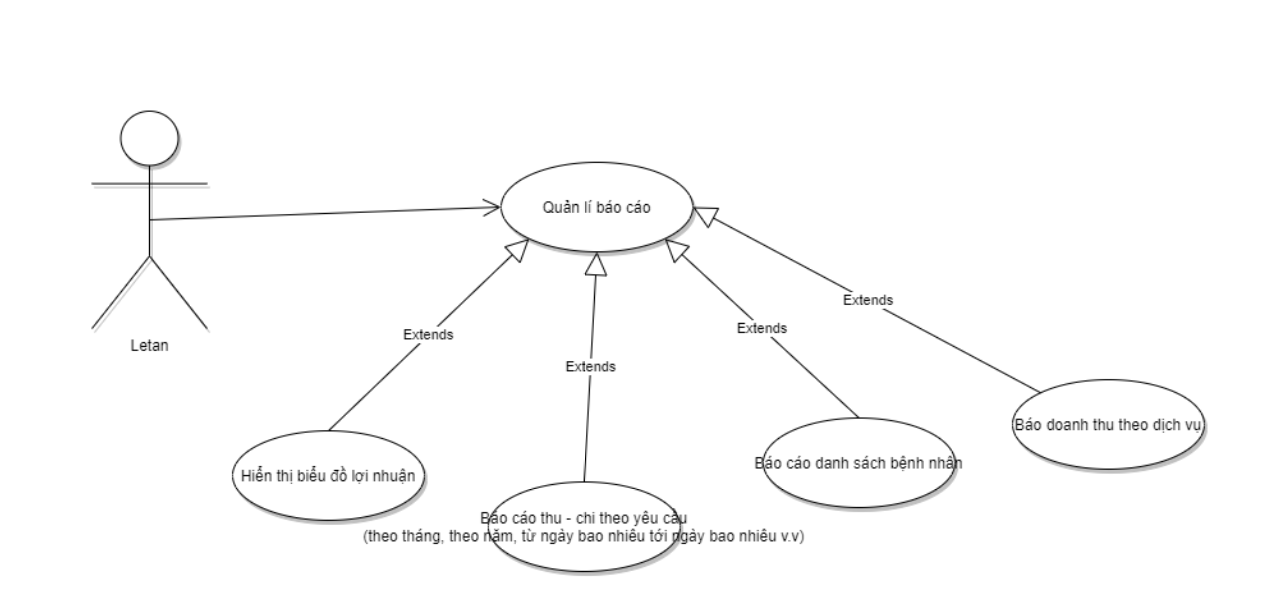 Quản lí báo cáo
Letan
Extends
Extends
Extends
Extends
Hiển thị biểu đồ lợi nhuận
Báo cáo thu - chi theo yêu cầu
(theo tháng, theo năm, từ ngày bao nhiêu tới ngày bao nhiêu v.v)
Báo cáo danh sách bệnh nhân
Báo doanh thu theo dịch vụ